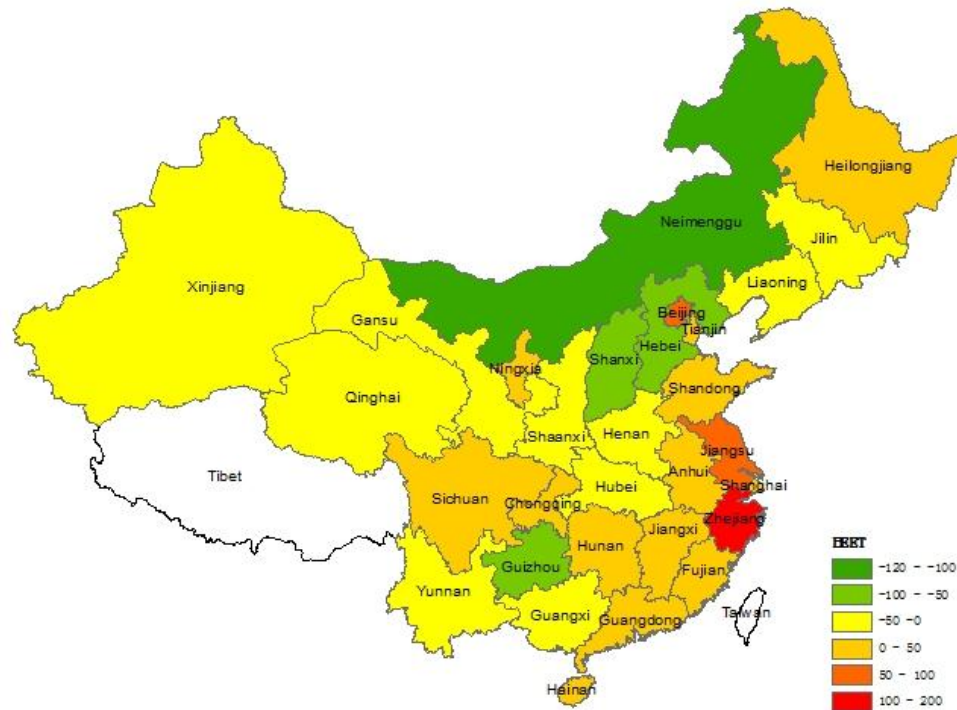 Heilongjiang
Neimenggu
Jilin
Liaoning
Xinjiang
Gansu
Beijing
Tianjin
Hebei
Shanxi
Ningxia
Shandong
Qinghai
Shaanxi
Henan
Jiangsu
Anhui
Shanghai
Tibet
Sichuan
Chongqing
Hubei
Zhejiang
Hunan
Jiangxi
Guizhou
Fujian
Yunnan
Guangxi
Guangdong
Taiwan
Hainan
-120 - -100
-100 - -50
-50 -0
0 - 50
50 - 100
100 - 200